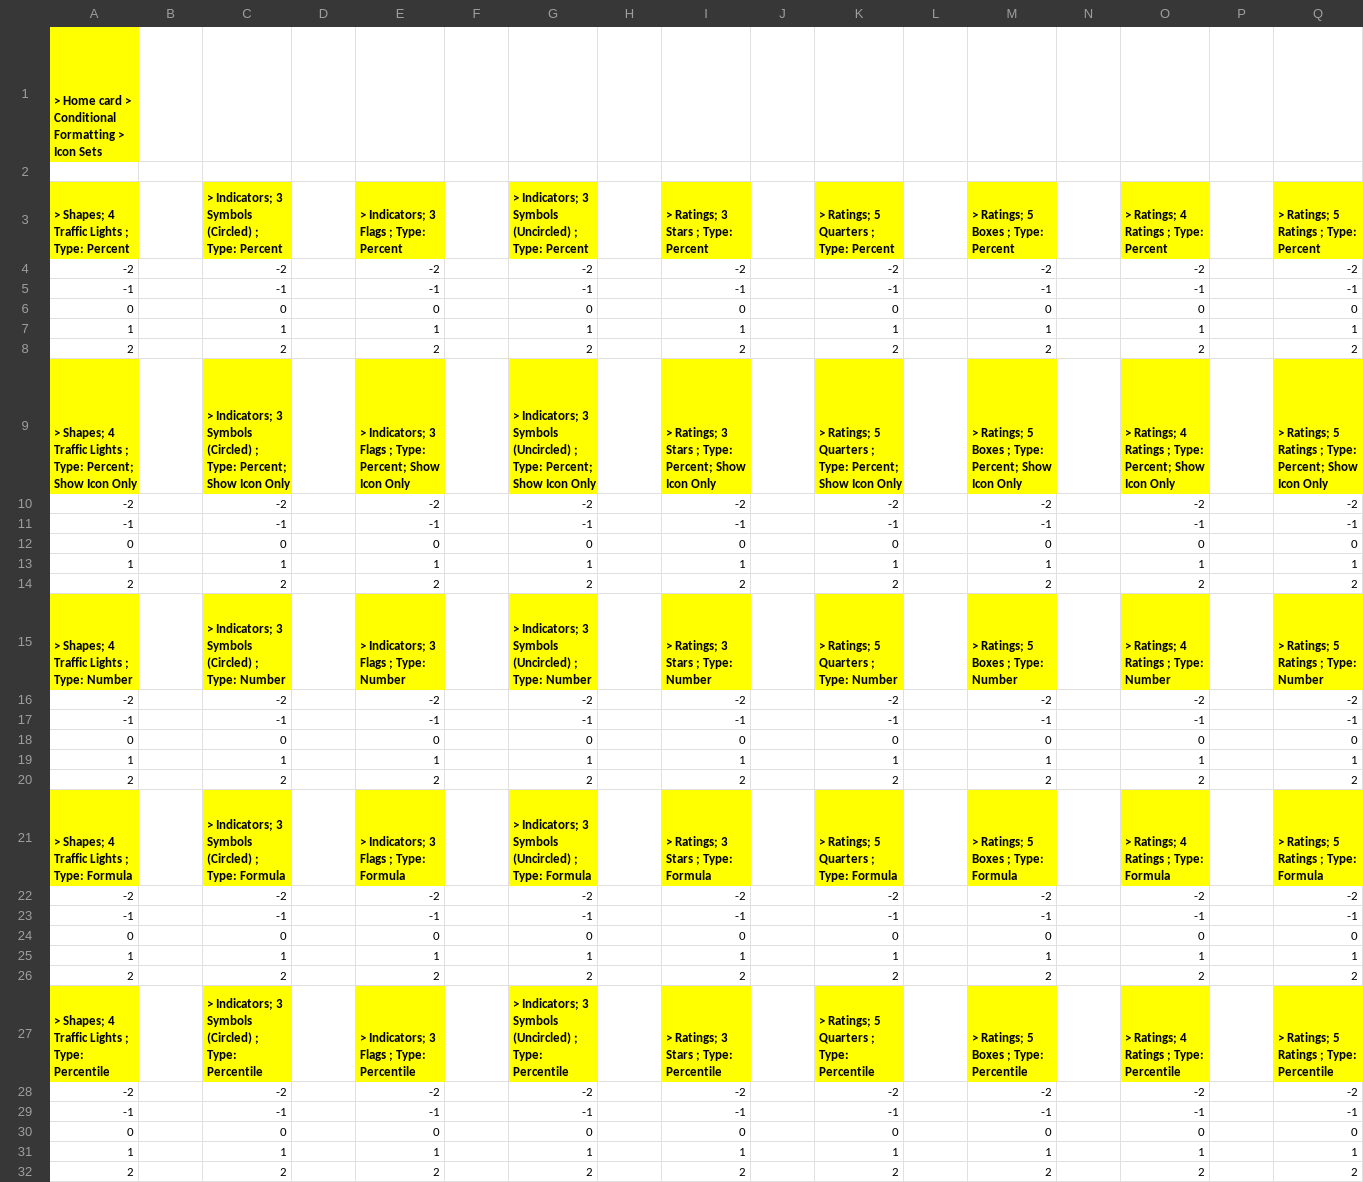 A B C D E F G H I J K L M N O P Q
1 > Home card >
Conditional
Formatting >
Icon Sets
2
3 > Shapes; 4
Traffic Lights ;
Type: Percent
> Indicators; 3
Symbols
(Circled) ;
Type: Percent
> Indicators; 3
Flags ; Type:
Percent
> Indicators; 3
Symbols
(Uncircled) ;
Type: Percent
> Ratings; 3
Stars ; Type:
Percent
> Ratings; 5
Quarters ;
Type: Percent
> Ratings; 5
Boxes ; Type:
Percent
> Ratings; 4
Ratings ; Type:
Percent
> Ratings; 5
Ratings ; Type:
Percent
4 -2 -2 -2 -2 -2 -2 -2 -2 -2
5 -1 -1 -1 -1 -1 -1 -1 -1 -1
6 0 0 0 0 0 0 0 0 0
7 1 1 1 1 1 1 1 1 1
8 2 2 2 2 2 2 2 2 2
9 > Shapes; 4
Traffic Lights ;
Type: Percent;
Show Icon Only
> Indicators; 3
Symbols
(Circled) ;
Type: Percent;
Show Icon Only
> Indicators; 3
Flags ; Type:
Percent; Show
Icon Only
> Indicators; 3
Symbols
(Uncircled) ;
Type: Percent;
Show Icon Only
> Ratings; 3
Stars ; Type:
Percent; Show
Icon Only
> Ratings; 5
Quarters ;
Type: Percent;
Show Icon Only
> Ratings; 5
Boxes ; Type:
Percent; Show
Icon Only
> Ratings; 4
Ratings ; Type:
Percent; Show
Icon Only
> Ratings; 5
Ratings ; Type:
Percent; Show
Icon Only
10 -2 -2 -2 -2 -2 -2 -2 -2 -2
11 -1 -1 -1 -1 -1 -1 -1 -1 -1
12 0 0 0 0 0 0 0 0 0
13 1 1 1 1 1 1 1 1 1
14 2 2 2 2 2 2 2 2 2
15 > Shapes; 4
Traffic Lights ;
Type: Number
> Indicators; 3
Symbols
(Circled) ;
Type: Number
> Indicators; 3
Flags ; Type:
Number
> Indicators; 3
Symbols
(Uncircled) ;
Type: Number
> Ratings; 3
Stars ; Type:
Number
> Ratings; 5
Quarters ;
Type: Number
> Ratings; 5
Boxes ; Type:
Number
> Ratings; 4
Ratings ; Type:
Number
> Ratings; 5
Ratings ; Type:
Number
16 -2 -2 -2 -2 -2 -2 -2 -2 -2
17 -1 -1 -1 -1 -1 -1 -1 -1 -1
18 0 0 0 0 0 0 0 0 0
19 1 1 1 1 1 1 1 1 1
20 2 2 2 2 2 2 2 2 2
21 > Shapes; 4
Traffic Lights ;
Type: Formula
> Indicators; 3
Symbols
(Circled) ;
Type: Formula
> Indicators; 3
Flags ; Type:
Formula
> Indicators; 3
Symbols
(Uncircled) ;
Type: Formula
> Ratings; 3
Stars ; Type:
Formula
> Ratings; 5
Quarters ;
Type: Formula
> Ratings; 5
Boxes ; Type:
Formula
> Ratings; 4
Ratings ; Type:
Formula
> Ratings; 5
Ratings ; Type:
Formula
22 -2 -2 -2 -2 -2 -2 -2 -2 -2
23 -1 -1 -1 -1 -1 -1 -1 -1 -1
24 0 0 0 0 0 0 0 0 0
25 1 1 1 1 1 1 1 1 1
26 2 2 2 2 2 2 2 2 2
27 > Shapes; 4
Traffic Lights ;
Type:
Percentile
> Indicators; 3
Symbols
(Circled) ;
Type:
Percentile
> Indicators; 3
Flags ; Type:
Percentile
> Indicators; 3
Symbols
(Uncircled) ;
Type:
Percentile
> Ratings; 3
Stars ; Type:
Percentile
> Ratings; 5
Quarters ;
Type:
Percentile
> Ratings; 5
Boxes ; Type:
Percentile
> Ratings; 4
Ratings ; Type:
Percentile
> Ratings; 5
Ratings ; Type:
Percentile
28 -2 -2 -2 -2 -2 -2 -2 -2 -2
29 -1 -1 -1 -1 -1 -1 -1 -1 -1
30 0 0 0 0 0 0 0 0 0
31 1 1 1 1 1 1 1 1 1
32 2 2 2 2 2 2 2 2 2